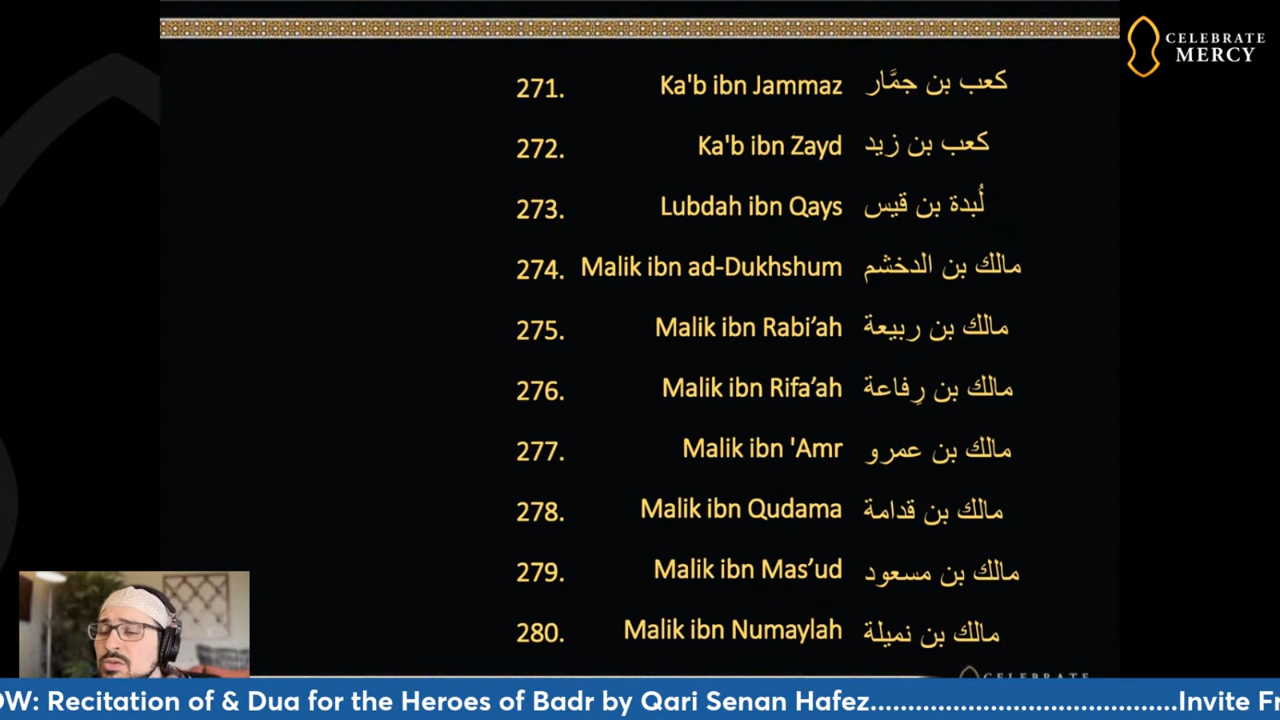 CELEBRATE
MERCY
271. Ka'b ibn Jammaz كعب بن جمَّار
272. Ka'b ibn Zayd كعب بن زيد
273. Lubdah ibn Qays لُبدة بن قيس
274. Malik ibn ad-Dukhshum مالك بن الدخشم
275. Malik ibn Rabi’ah مالك بن ربيعة
276. Malik ibn Rifa’ah مالك بن رِفاعة
277. Malik ibn 'Amr مالك بن عمرو
278. Malik ibn Qudama مالك بن قدامة
279. Malik ibn Mas’ud مالك بن مسعود
280. Malik ibn Numaylah مالك بن نميلة
CELEBRATE
OW: Recitation of & Dua for the Heroes of Badr by Qari Senan Hafez.............................................Invite Fr